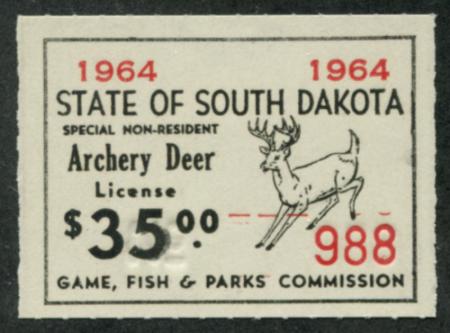 1964 1964
STATE OF SOUTH DAKOTA
SPECIAL NON-RESIDENT
Archery Deer
License
$35.00
988
GAME, FISH & PARKS COMMISSION